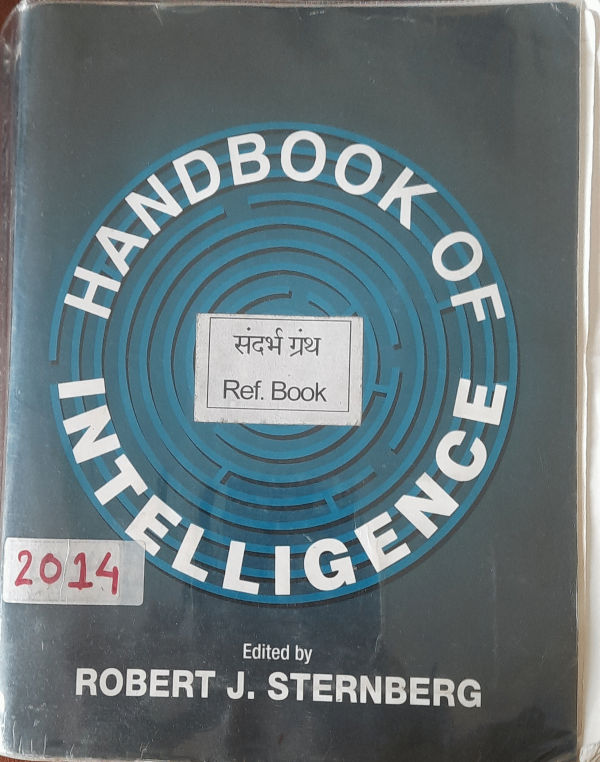 HANDBOOK OF
INTELLIGENCE
संदर्भ ग्रंथ
Ref. Book
2014
Edited by
ROBERT J. STERNBERG